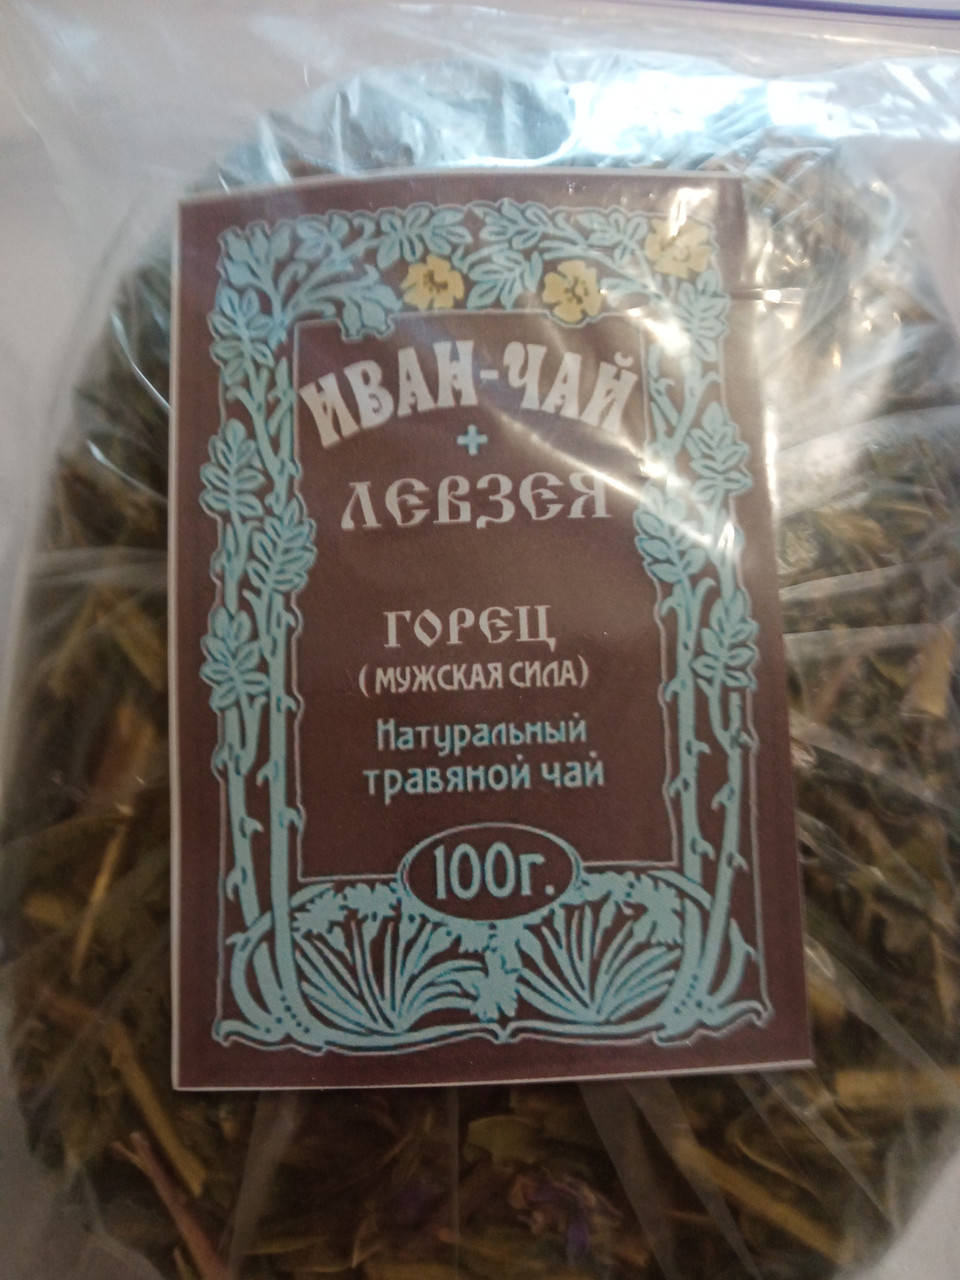 ИВАН-ЧАЙ
+
ЛЕВЗЕЯ
ГОРЕЦ
(МУЖСКАЯ СИЛА)
Натуральный
травяной чай
100г.